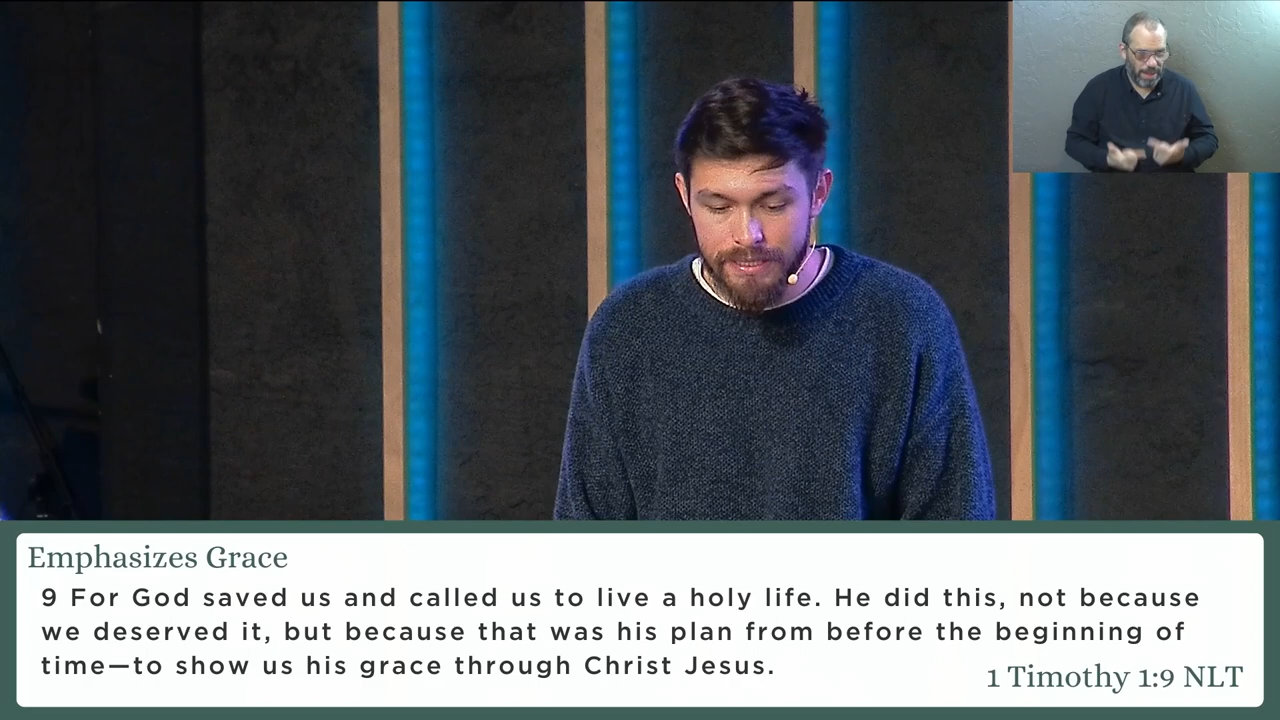 Emphasizes Grace
9 For God saved us and called us to live a holy life. He did this, not because
we deserved it, but because that was his plan from before the beginning of
time—to show us his grace through Christ Jesus.
1 Timothy 1:9 NLT